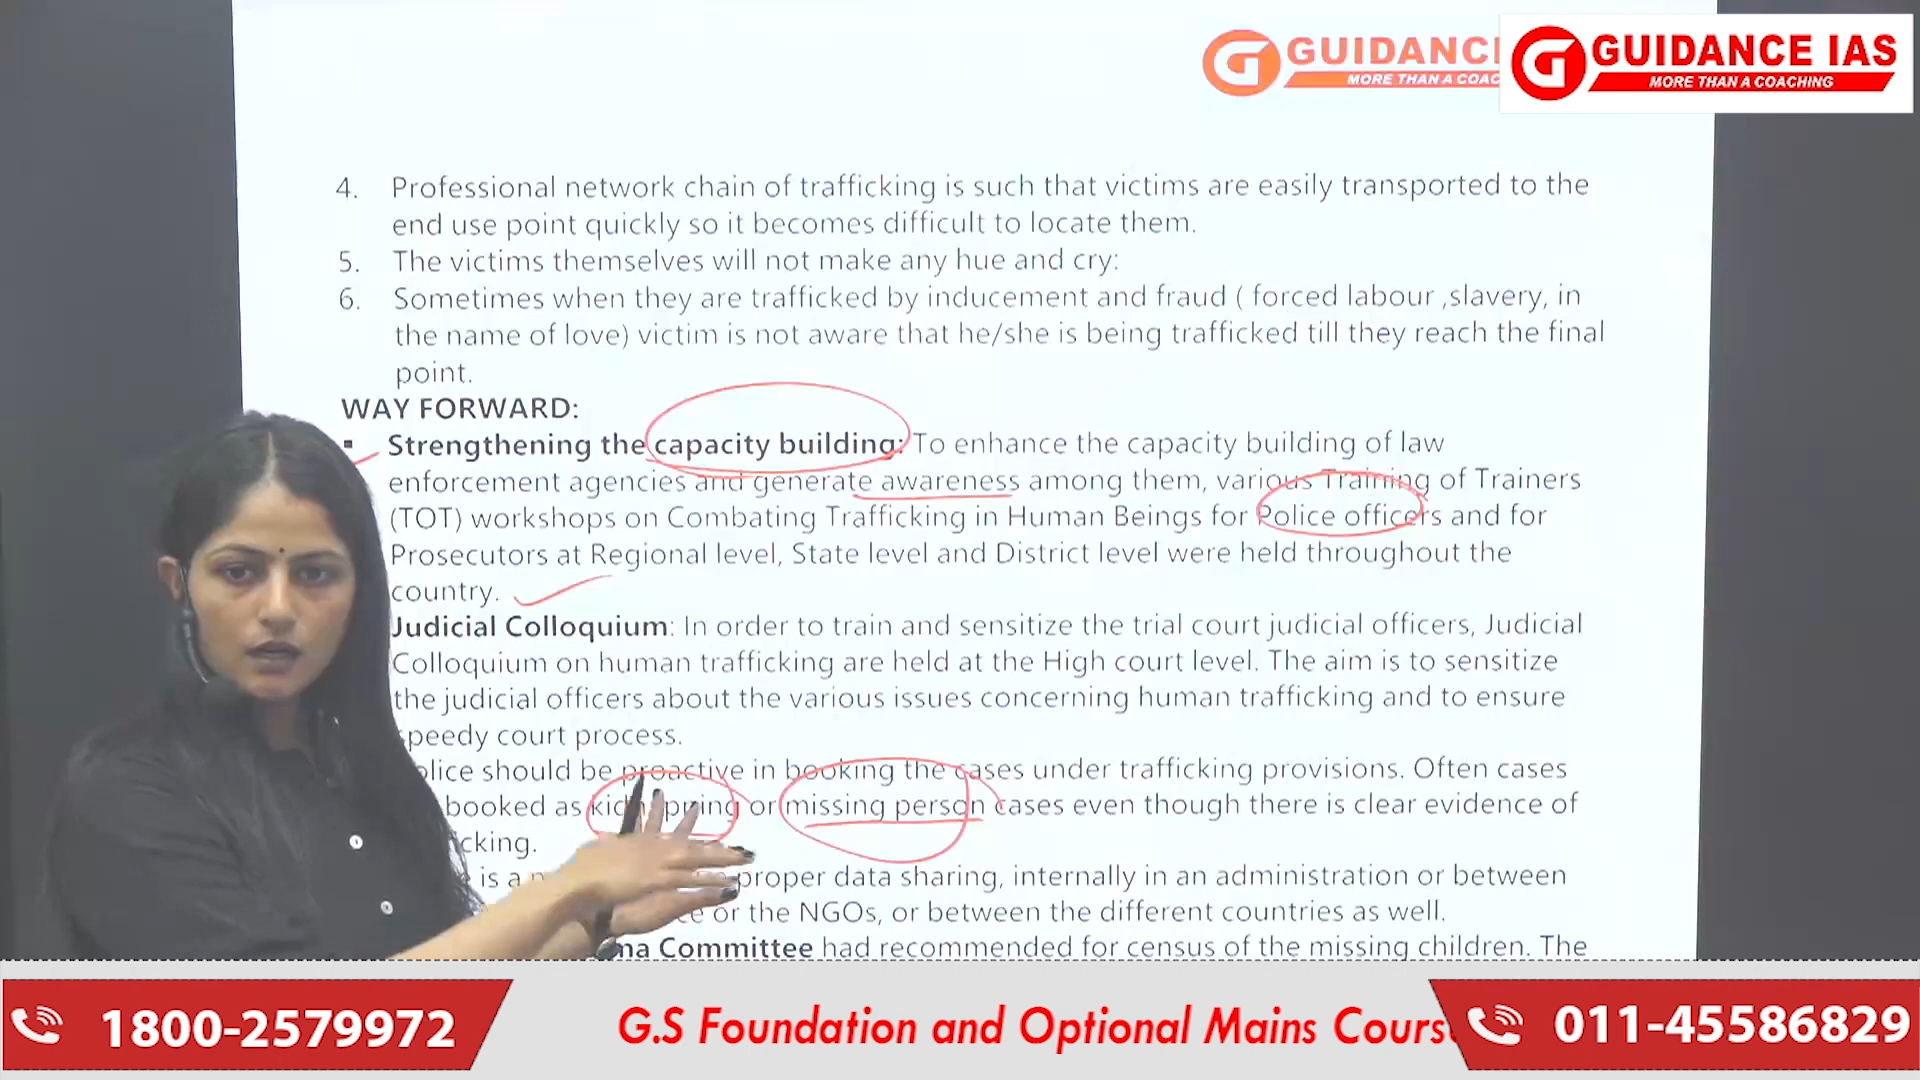 GUIDANC
MORE THAN A COAC
GUIDANCE IAS
MORE THAN A COACHING
4. Professional network chain of trafficking is such that victims are easily transported to the
end use point quickly so it becomes difficult to locate them.
5. The victims themselves will not make any hue and cry:
6. Sometimes when they are trafficked by inducement and fraud ( forced labour ,slavery, in
the name of love) victim is not aware that he/she is being trafficked till they reach the final
point.
WAY FORWARD:
▪ Strengthening the capacity building: To enhance the capacity building of law
enforcement agencies and generate awareness among them, various Training of Trainers
(TOT) workshops on Combating Trafficking in Human Beings for Police officers and for
Prosecutors at Regional level, State level and District level were held throughout the
country.
Judicial Colloquium: In order to train and sensitize the trial court judicial officers, Judicial
Colloquium on human trafficking are held at the High court level. The aim is to sensitize
the judicial officers about the various issues concerning human trafficking and to ensure
speedy court process.
olice should be proactive in booking the cases under trafficking provisions. Often cases
booked as kidnapping or missing person cases even though there is clear evidence of
cking.
is a proper data sharing, internally in an administration or between
or the NGOs, or between the different countries as well.
ma Committee had recommended for census of the missing children. The
1800-2579972
G.S Foundation and Optional Mains Cours
011-45586829